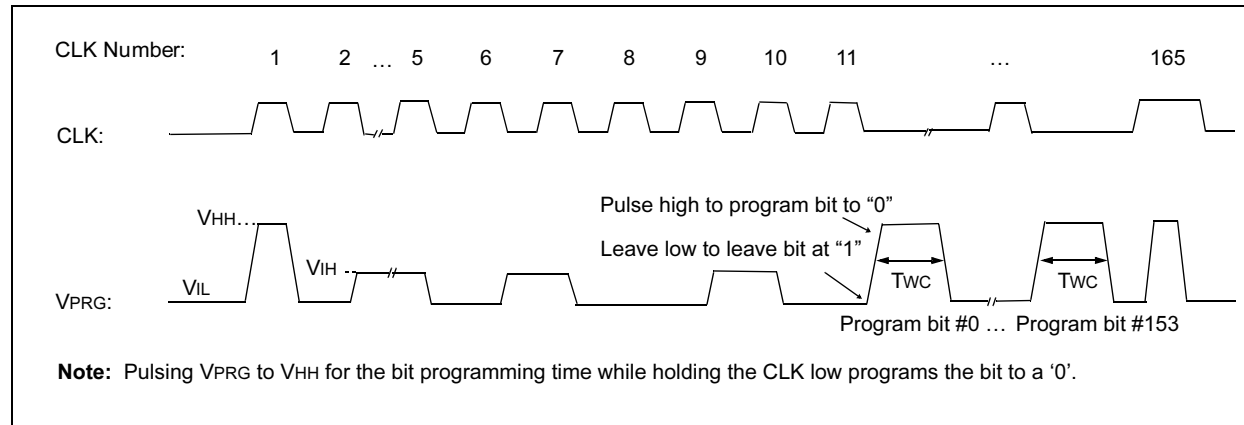 CLK Number:
1 2 ... 5 6 7 8 9 10 11 ... 165
CLK:
Pulse high to program bit to “0”
VHH...
Leave low to leave bit at “1”
VIH
TWC TWC
VIL
VPRG:
Program bit #0 ... Program bit #153
Note: Pulsing VPRG to VHH for the bit programming time while holding the CLK low programs the bit to a ‘0’.